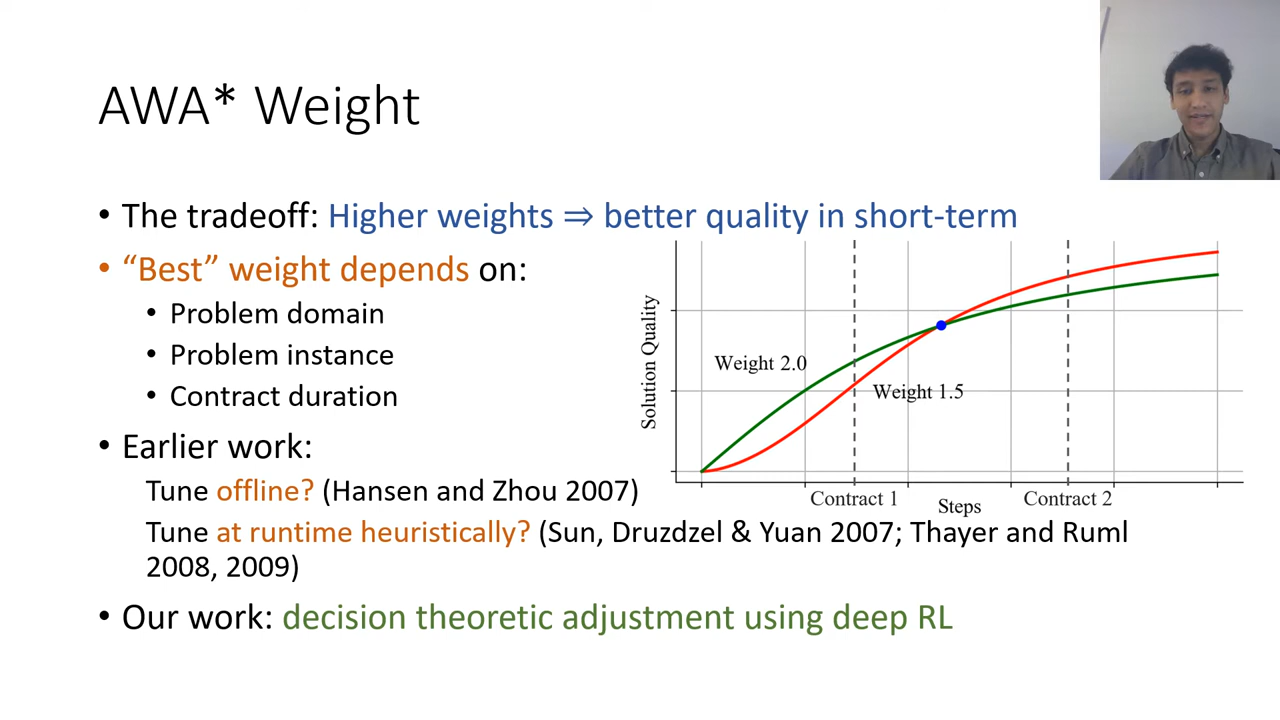 AWA* Weight
• The tradeoff: Higher weights ⇒ better quality in short-term
• “Best” weight depends on:
• Problem domain
• Problem instance
• Contract duration
• Earlier work:
Tune offline? (Hansen and Zhou 2007)
Tune at runtime heuristically? (Sun, Druzdzel & Yuan 2007; Thayer and Ruml
2008, 2009)
• Our work: decision theoretic adjustment using deep RL
Solution Quality
Weight 2.0
Weight 1.5
Contract 1
Steps
Contract 2